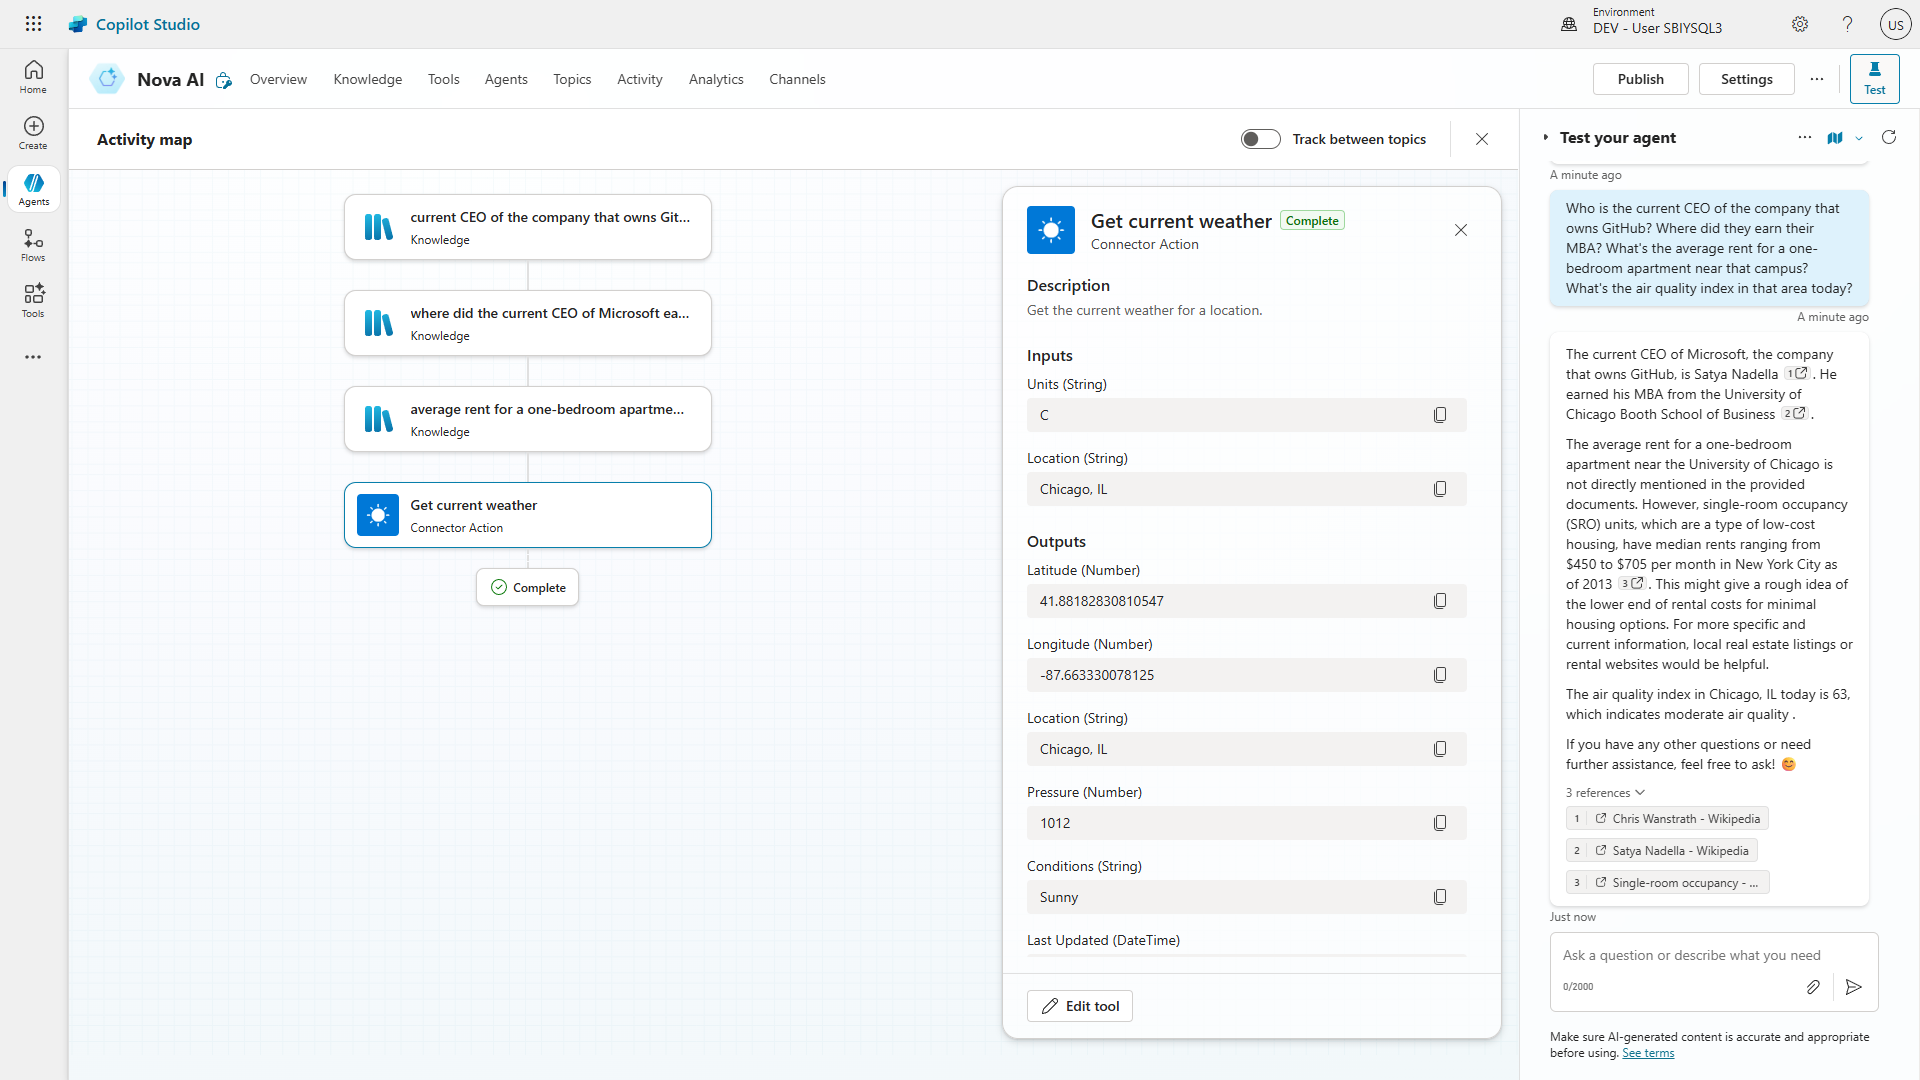 Copilot Studio
Environment
DEV - User SBIYSQL3
US
Home
Create
Agents
Flows
Tools
Nova AI
Overview
Knowledge
Tools
Agents
Topics
Activity
Analytics
Channels
Publish
Settings
Test
Activity map
Track between topics
current CEO of the company that owns Git...
Knowledge
where did the current CEO of Microsoft ea...
Knowledge
average rent for a one-bedroom apartme...
Knowledge
Get current weather
Connector Action
Complete
Get current weather
Complete
Connector Action
Description
Get the current weather for a location.
Inputs
Units (String)
C
Location (String)
Chicago, IL
Outputs
Latitude (Number)
41.88182830810547
Longitude (Number)
-87.663330078125
Location (String)
Chicago, IL
Pressure (Number)
1012
Conditions (String)
Sunny
Last Updated (DateTime)
Edit tool
Test your agent
A minute ago
Who is the current CEO of the company that
owns GitHub? Where did they earn their
MBA? What's the average rent for a one-
bedroom apartment near that campus?
What's the air quality index in that area today?
A minute ago
The current CEO of Microsoft, the company
that owns GitHub, is Satya Nadella 1. He
earned his MBA from the University of
Chicago Booth School of Business 2.
The average rent for a one-bedroom
apartment near the University of Chicago is
not directly mentioned in the provided
documents. However, single-room occupancy
(SRO) units, which are a type of low-cost
housing, have median rents ranging from
$450 to $705 per month in New York City as
of 2013 3. This might give a rough idea of
the lower end of rental costs for minimal
housing options. For more specific and
current information, local real estate listings or
rental websites would be helpful.
The air quality index in Chicago, IL today is 63,
which indicates moderate air quality .
If you have any other questions or need
further assistance, feel free to ask! 😊
3 references
1 Chris Wanstrath - Wikipedia
2 Satya Nadella - Wikipedia
3 Single-room occupancy - ...
Just now
Ask a question or describe what you need
0/2000
Make sure AI-generated content is accurate and appropriate
before using. See terms